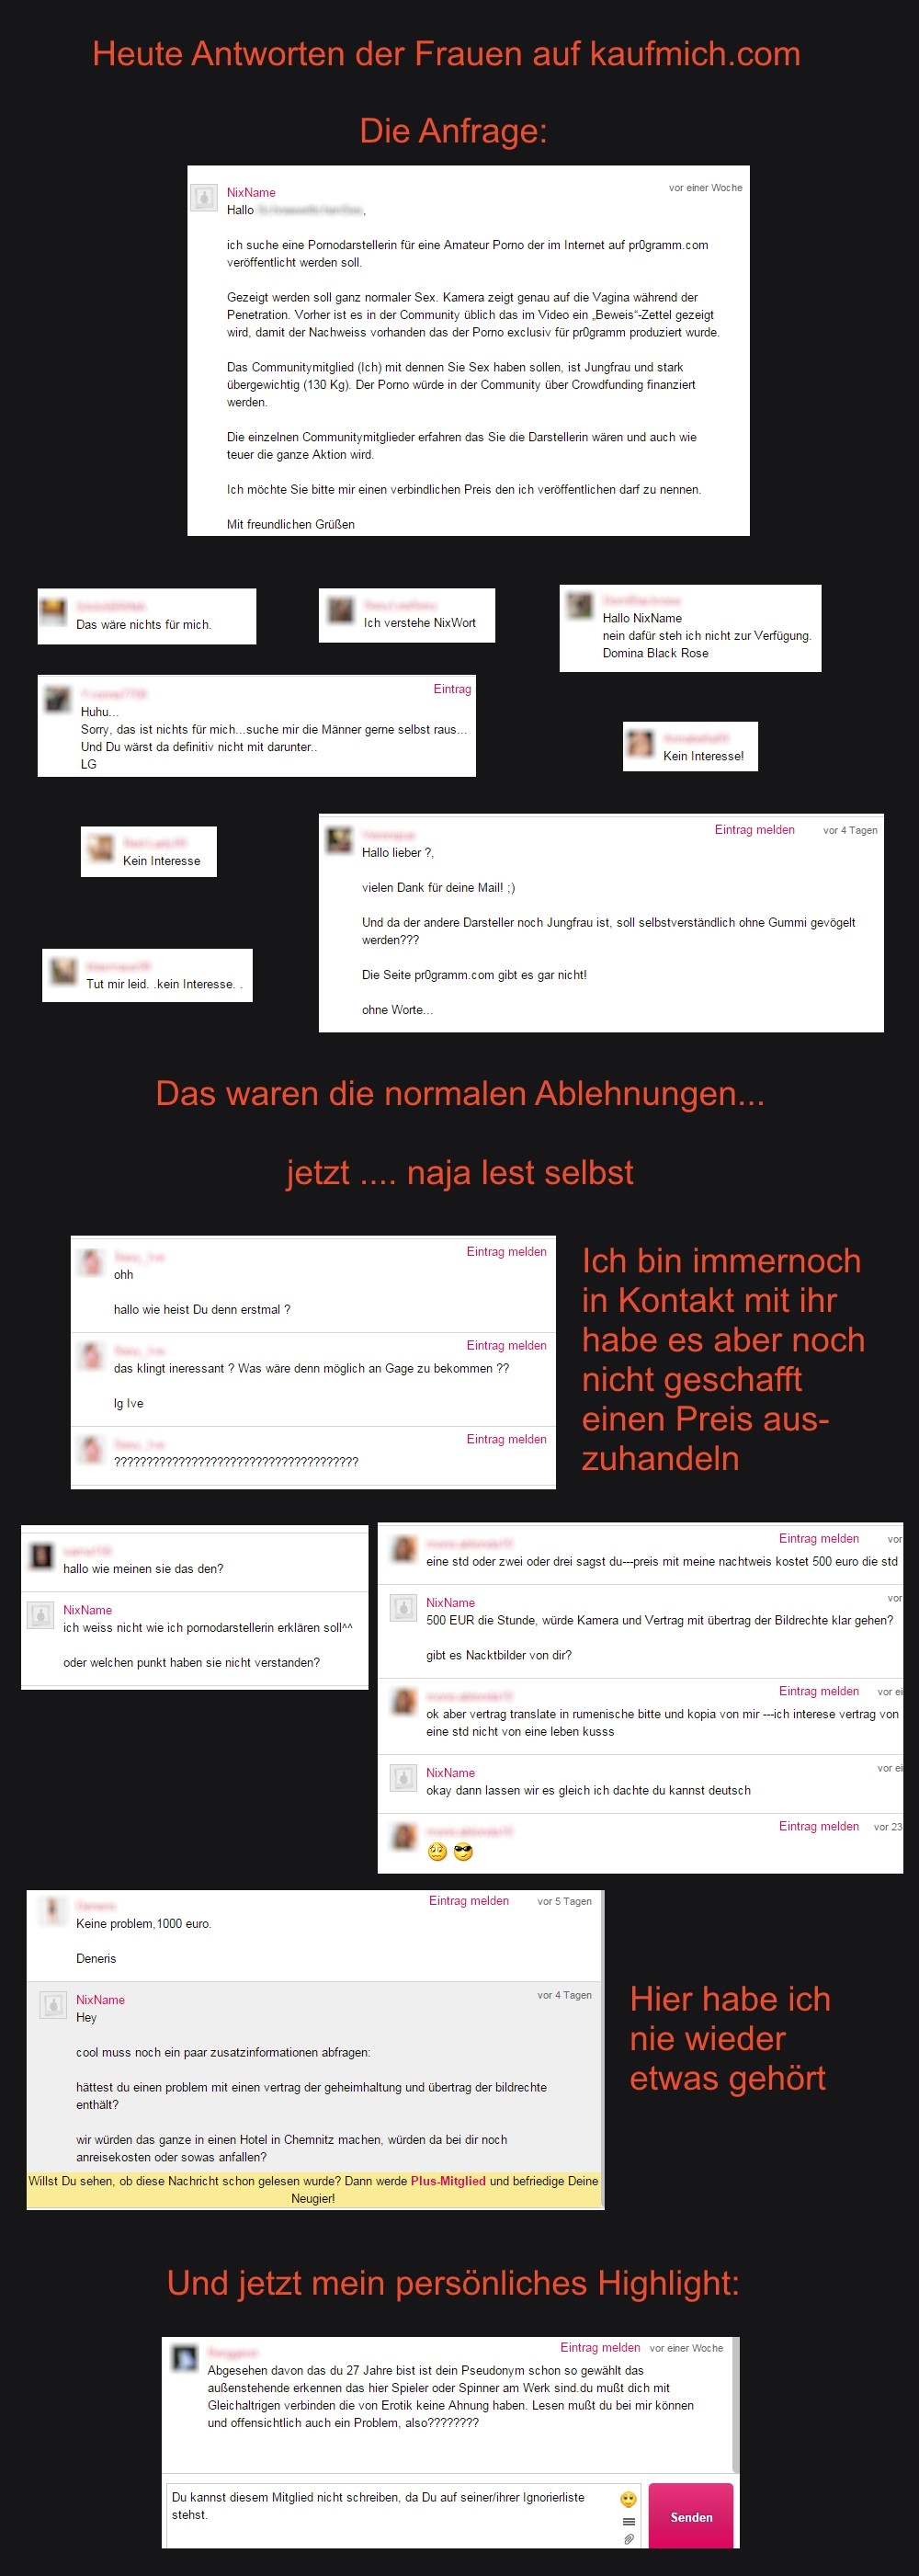 Heute Antworten der Frauen auf kaufmich.com
Die Anfrage:
NixName
vor einer Woche
Hallo
ich suche eine Pornodarstellerin für eine Amateur Porno der im Internet auf pr0gramm.com
veröffentlicht werden soll.
Gezeigt werden soll ganz normaler Sex. Kamera zeigt genau auf die Vagina während der
Penetration. Vorher ist es in der Community üblich das im Video ein „Beweis“-Zettel gezeigt
wird, damit der Nachweiss vorhanden das der Porno exclusiv für pr0gramm produziert wurde.
Das Communitymitglied (Ich) mit dennen Sie Sex haben sollen, ist Jungfrau und stark
übergewichtig (130 Kg). Der Porno würde in der Community über Crowdfunding finanziert
werden.
Die einzelnen Communitymitglieder erfahren das Sie die Darstellerin wären und auch wie
teuer die ganze Aktion wird.
Ich möchte Sie bitte mir einen verbindlichen Preis den ich veröffentlichen darf zu nennen.
Mit freundlichen Grüßen
Das wäre nichts für mich.
Ich verstehe NixWort
Hallo NixName
nein dafür steh ich nicht zur Verfügung.
Domina Black Rose
Eintrag
Huhu...
Sorry, das ist nichts für mich...suche mir die Männer gerne selbst raus...
Und Du wärst da definitiv nicht mit darunter..
LG
Kein Interesse!
Kein Interesse
Eintrag melden
vor 4 Tagen
Hallo lieber ?,
vielen Dank für deine Mail! ;)
Und da der andere Darsteller noch Jungfrau ist, soll selbstverständlich ohne Gummi gevögelt
werden???
Die Seite pr0gramm.com gibt es gar nicht!
ohne Worte...
Tut mir leid. .kein Interesse. .
Das waren die normalen Ablehnungen...
jetzt .... naja lest selbst
Eintrag melden
ohh
hallo wie heist Du denn erstmal ?
Eintrag melden
das klingt ineressant ? Was wäre denn möglich an Gage zu bekommen ??
lg Ive
Eintrag melden
??????????????????????????????????????
Ich bin immernoch
in Kontakt mit ihr
habe es aber noch
nicht geschafft
einen Preis aus-
zuhandeln
hallo wie meinen sie das den?
NixName
ich weiss nicht wie ich pornodarstellerin erklären soll^^
oder welchen punkt haben sie nicht verstanden?
Eintrag melden
vor
eine std oder zwei oder drei sagst du---preis mit meine nachtweis kostet 500 euro die std
NixName
vor
500 EUR die Stunde, würde Kamera und Vertrag mit übertrag der Bildrechte klar gehen?
gibt es Nacktbilder von dir?
Eintrag melden
vor ei
ok aber vertrag translate in rumenische bitte und kopia von mir ---ich interese vertrag von
eine std nicht von eine leben kusss
NixName
vor ei
okay dann lassen wir es gleich ich dachte du kannst deutsch
Eintrag melden
vor 23
Eintrag melden
vor 5 Tagen
Keine problem,1000 euro.
Deneris
NixName
vor 4 Tagen
Hey
cool muss noch ein paar zusatzinformationen abfragen:
hättest du einen problem mit einen vertrag der geheimhaltung und übertrag der bildrechte
enthält?
wir würden das ganze in einen Hotel in Chemnitz machen, würden da bei dir noch
anreisekosten oder sowas anfallen?
Willst Du sehen, ob diese Nachricht schon gelesen wurde? Dann werde Plus-Mitglied und befriedige Deine
Neugier!
Hier habe ich
nie wieder
etwas gehört
Und jetzt mein persönliches Highlight:
Eintrag melden
vor einer Woche
Abgesehen davon das du 27 Jahre bist ist dein Pseudonym schon so gewählt das
außenstehende erkennen das hier Spieler oder Spinner am Werk sind.du mußt dich mit
Gleichaltrigen verbinden die von Erotik keine Ahnung haben. Lesen mußt du bei mir können
und offensichtlich auch ein Problem, also????????
Du kannst diesem Mitglied nicht schreiben, da Du auf seiner/ihrer Ignorierliste
stehst.
Senden